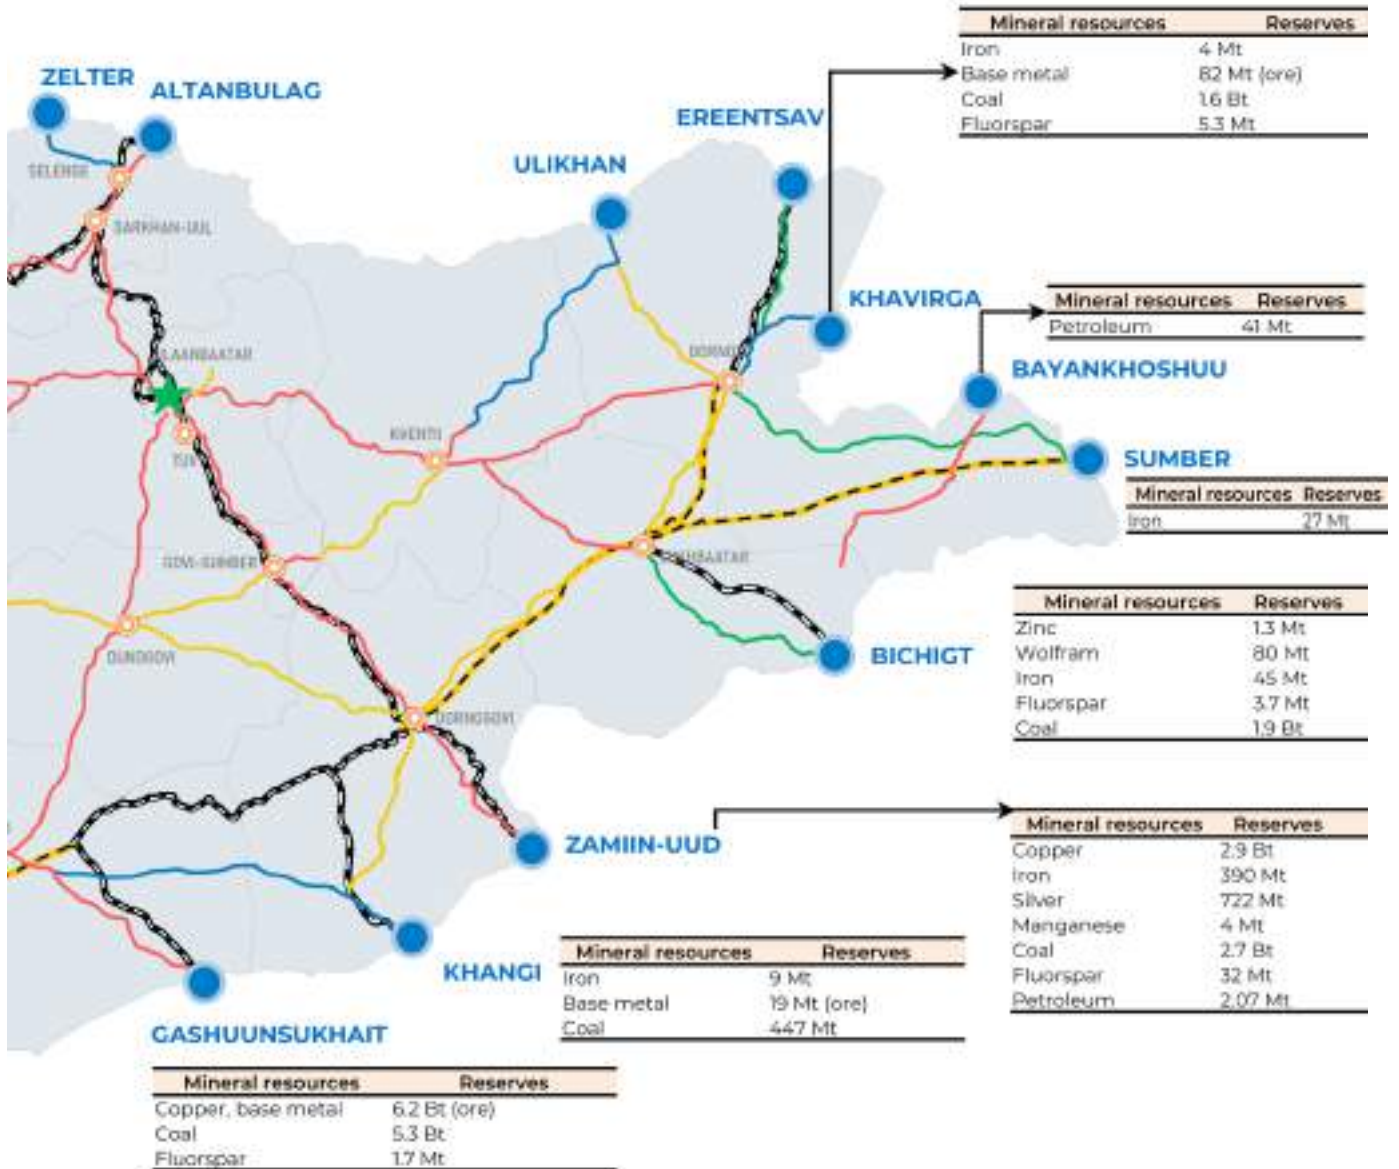 Mineral resources Reserves
Iron 4 Mt
Base metal 82 Mt (ore)
Coal 1.6 Bt
Fluorspar 5.3 Mt
ZELTER
ALTANBULAG
EREENTSAV
ULIKHAN
SELENGE
DARKHAN-UUL
KHAVIRGA
Mineral resources Reserves
Petroleum 41 Mt
BAYANKHOSHUU
KHENTII
TUV
SUMBER
Mineral resources Reserves
Iron 27 Mt
GOVI-SUMBER
DUNDGOVI
BICHIGT
Mineral resources Reserves
Zinc 1.3 Mt
Wolfram 80 Mt
Iron 45 Mt
Fluorspar 3.7 Mt
Coal 1.9 Bt
DORNOGOVI
ZAMIIN-UUD
Mineral resources Reserves
Copper 2.9 Bt
Iron 390 Mt
Silver 722 Mt
Manganese 4 Mt
Coal 2.7 Bt
Fluorspar 32 Mt
Petroleum 2.07 Mt
KHANGI
Mineral resources Reserves
Iron 9 Mt
Base metal 19 Mt (ore)
Coal 447 Mt
GASHUUNSUKHAIT
Mineral resources Reserves
Copper, base metal 6.2 Bt (ore)
Coal 5.3 Bt
Fluorspar 1.7 Mt